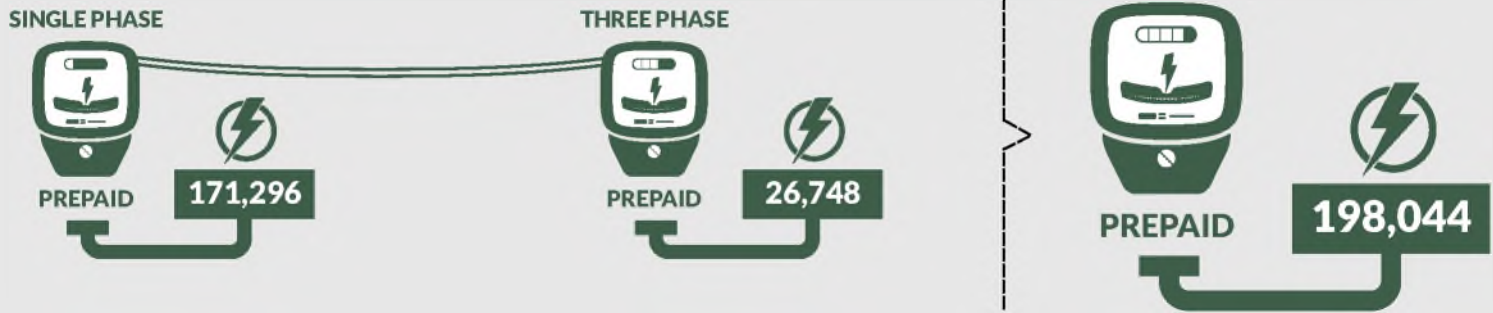 SINGLE PHASE
PREPAID
171,296
THREE PHASE
PREPAID
26,748
PREPAID
198,044